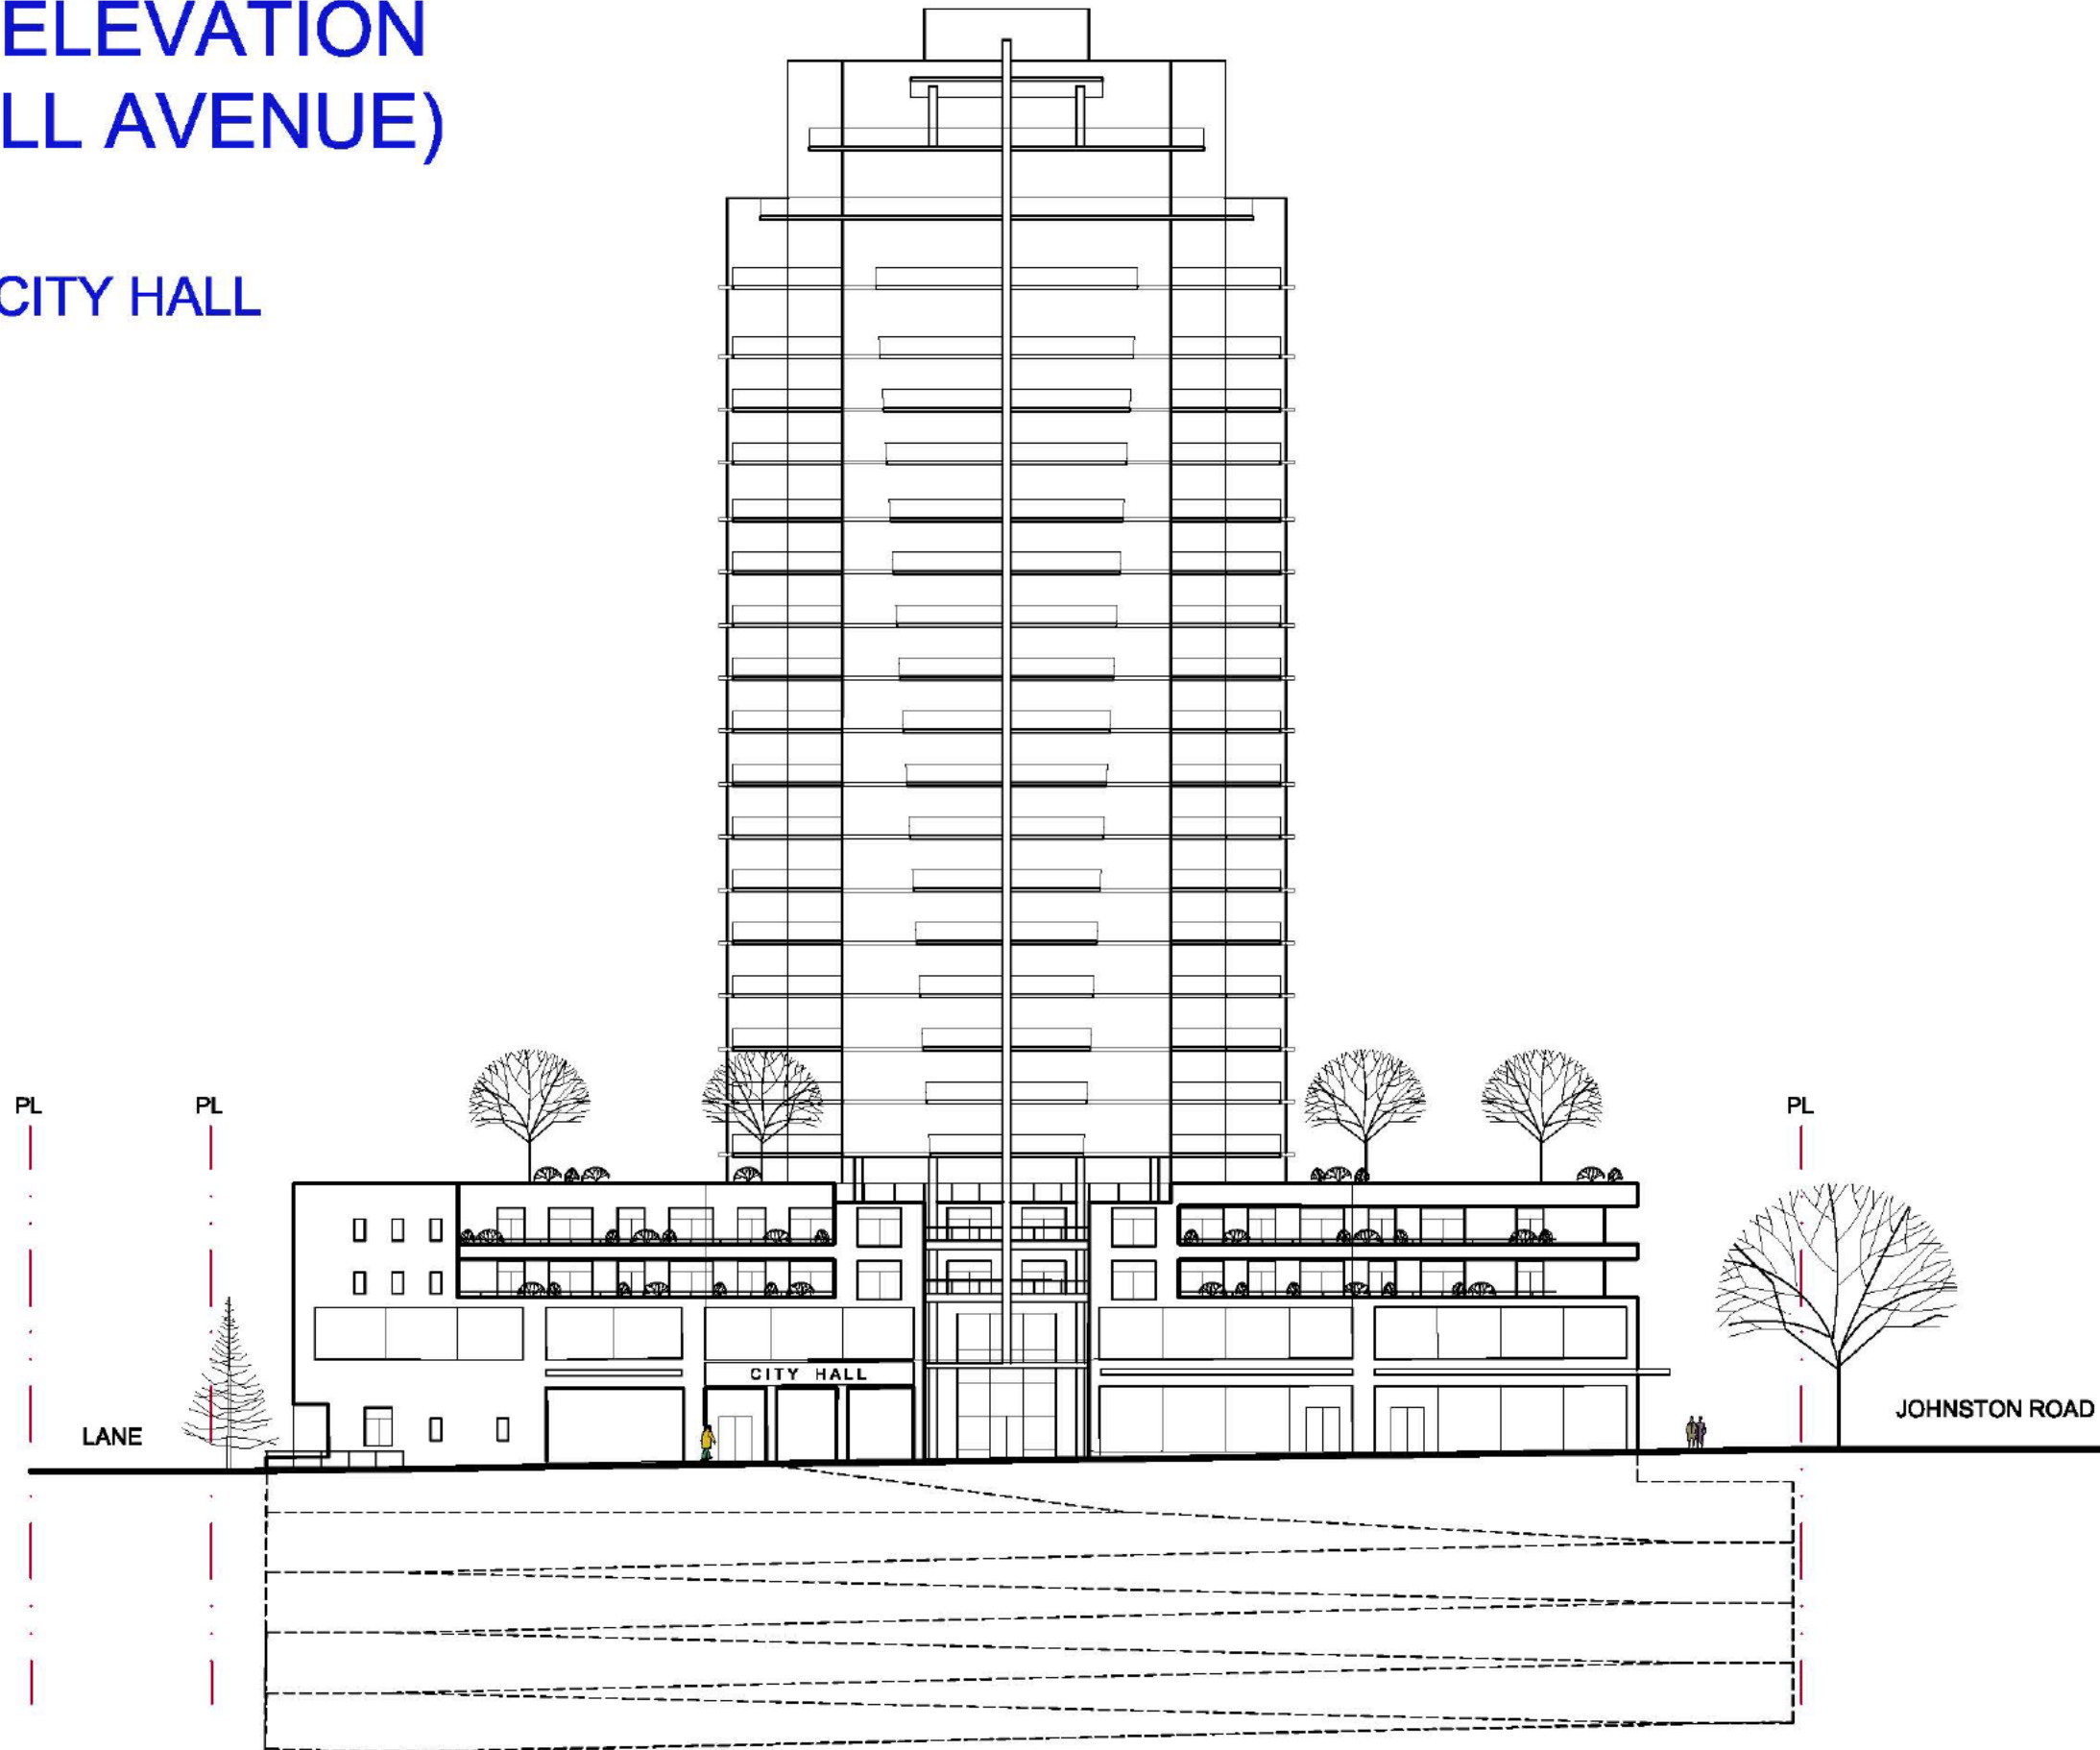 ELEVATION
LL AVENUE)
CITY HALL
PL
PL
PL
CITY HALL
LANE
JOHNSTON ROAD